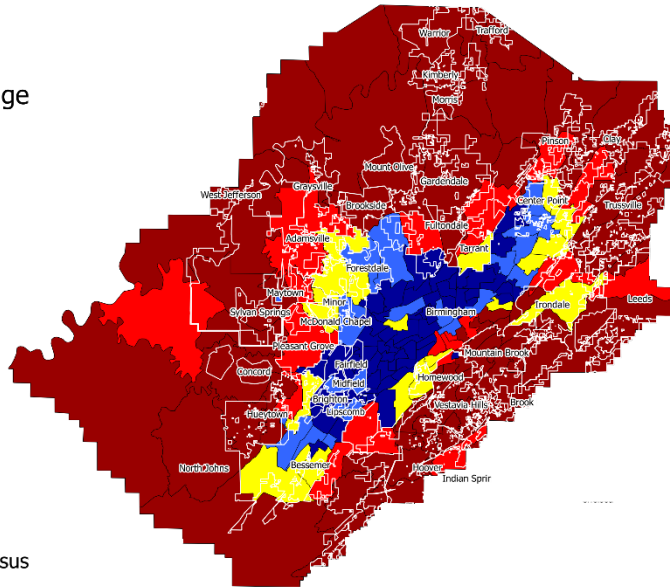 Warrior
Trafford
Kimberly
ge
Morris
Pinson
Clay
Mount Olive
Gardendale
Graysville
West Jefferson
Center Point
Trussville
Brookside
Fultondale
Adamsville
Tarrant
Forestdale
Maytown
Leeds
Minor
Irondale
Sylvan Springs
Birmingham
McDonald Chapel
Pleasant Grove
Mountain Brook
Fairfield
Concord
Homewood
Midfield
Brighton
Brook
Vestavia Hills
Lipscomb
Hueytown
Bessemer
North Johns
Hoover
Indian Sprir
sus